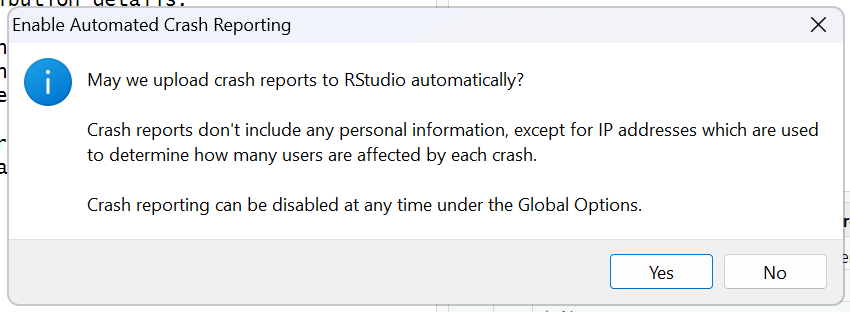 bution details.
Enable Automated Crash Reporting
May we upload crash reports to RStudio automatically?
Crash reports don't include any personal information, except for IP addresses which are used
to determine how many users are affected by each crash.
Crash reporting can be disabled at any time under the Global Options.
Yes
No